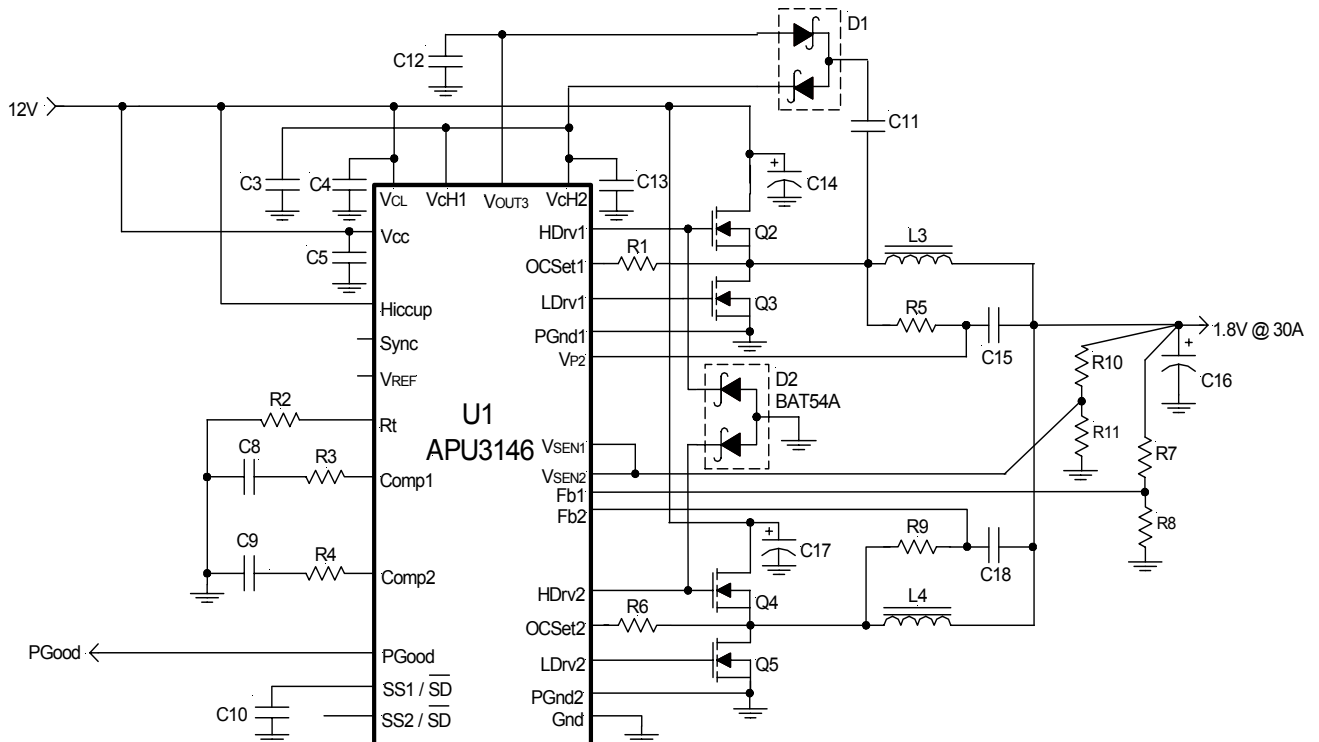 D1
C12
12V
C11
C3
C4
C13
C14
VCL
VcH1
VOUT3
VcH2
Vcc
HDrv1
Q2
C5
R1
L3
OCSet1
Hiccup
LDrv1
Q3
R5
PGnd1
C15
1.8V @ 30A
Sync
VP2
R10
C16
VREF
D2
BAT54A
R2
Rt
U1
APU3146
R11
C8
R3
Comp1
VSEN1
VSEN2
R7
Fb1
Fb2
R8
C9
R4
Comp2
C17
R9
C18
HDrv2
Q4
R6
L4
OCSet2
PGood
PGood
LDrv2
Q5
SS1 / SD
PGnd2
C10
SS2 / SD
Gnd